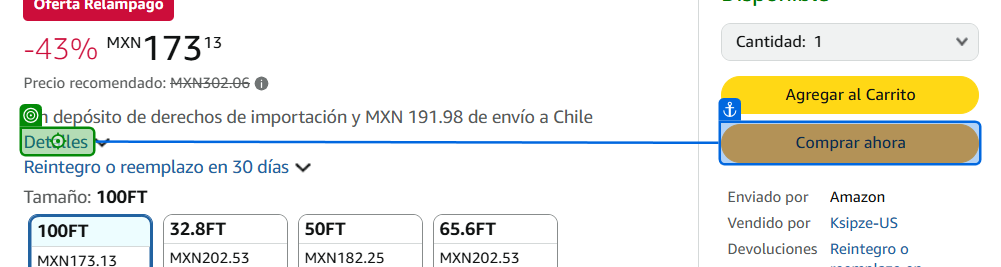 Oferta Relámpago
-43% MXN173.13
Precio recomendado: MXN302.06
depósito de derechos de importación y MXN 191.98 de envío a Chile
Detalles
Reintegro o reemplazo en 30 días
Tamaño: 100FT
100FT
MXN173.13
32.8FT
MXN202.53
50FT
MXN182.25
65.6FT
MXN202.53
Cantidad: 1
Agregar al Carrito
Comprar ahora
Enviado por Amazon
Vendido por Ksipze-US
Devoluciones Reintegro o